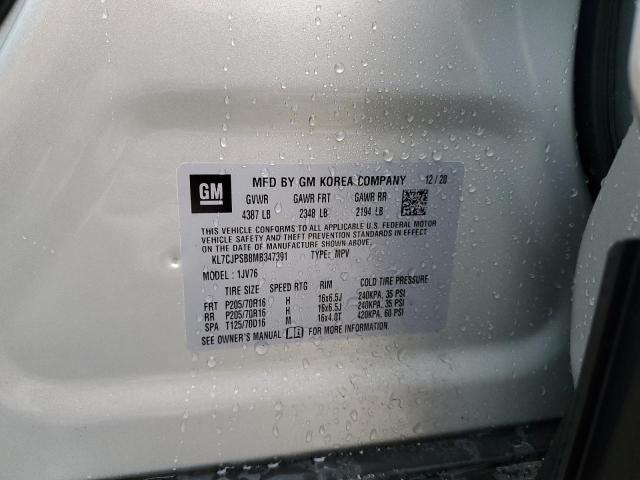 GM
MFD BY GM KOREA COMPANY 12/20
GVWR GAWR FRT GAWR RR
4387 LB 2348 LB 2194 LB
THIS VEHICLE CONFORMS TO ALL APPLICABLE U.S. FEDERAL MOTOR
VEHICLE SAFETY, BUMPER, AND THEFT PREVENTION STANDARDS IN EFFECT
ON THE DATE OF MANUFACTURE SHOWN ABOVE.
KL7CJPSB8MB347391 TYPE: MPV
MODEL: 1JV76
TIRE SIZE SPEED RTG RIM COLD TIRE PRESSURE
FRT P205/70R16 H 16x6.5J 240KPA, 35 PSI
RR P205/70R16 H 16x6.5J 240KPA, 35 PSI
SPA T125/70D16 M 16x4.0T 420KPA, 60 PSI
SEE OWNER'S MANUAL FOR MORE INFORMATION.